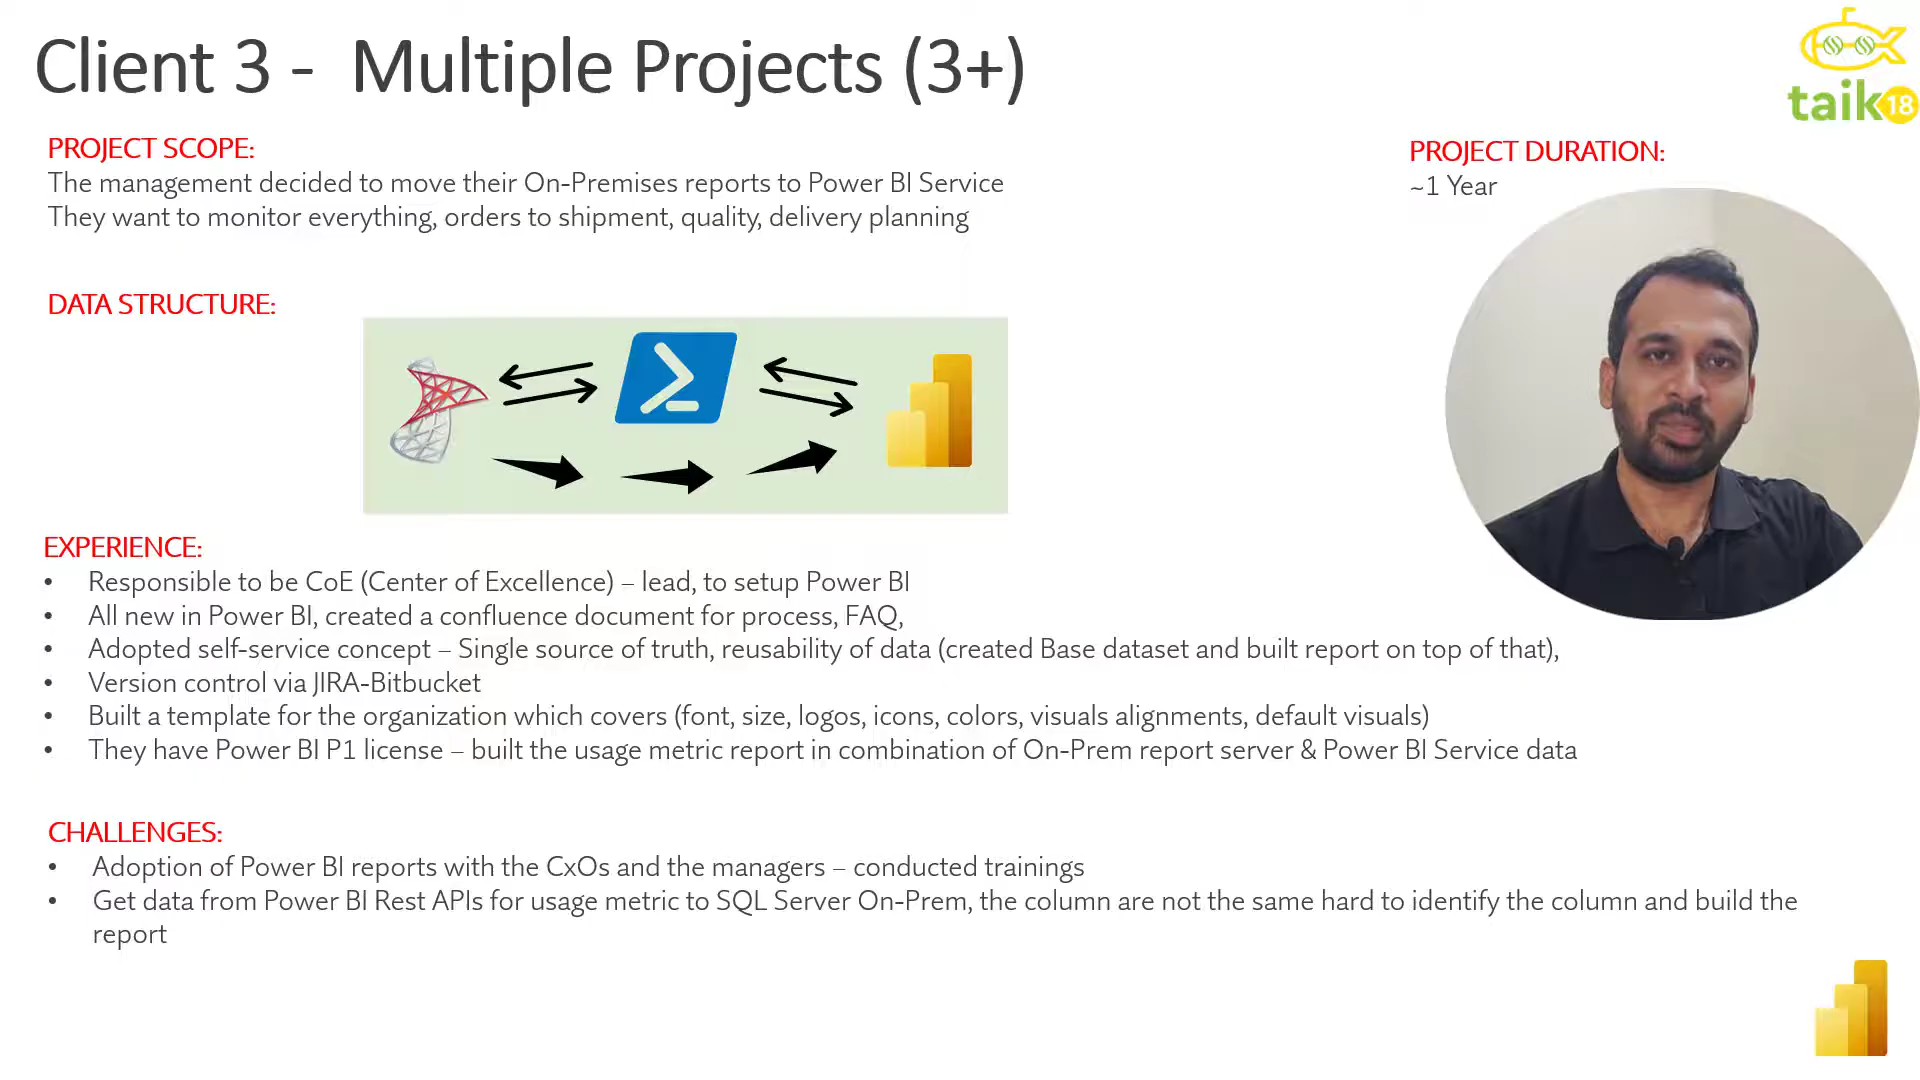 Client 3 -  Multiple Projects (3+)
taik18
PROJECT SCOPE:
The management decided to move their On-Premises reports to Power BI Service
They want to monitor everything, orders to shipment, quality, delivery planning
PROJECT DURATION:
~1 Year
DATA STRUCTURE:
EXPERIENCE:
• Responsible to be CoE (Center of Excellence) – lead, to setup Power BI
• All new in Power BI, created a confluence document for process, FAQ,
• Adopted self-service concept – Single source of truth, reusability of data (created Base dataset and built report on top of that),
• Version control via JIRA-Bitbucket
• Built a template for the organization which covers (font, size, logos, icons, colors, visuals alignments, default visuals)
• They have Power BI P1 license – built the usage metric report in combination of On-Prem report server & Power BI Service data
CHALLENGES:
• Adoption of Power BI reports with the CxOs and the managers – conducted trainings
• Get data from Power BI Rest APIs for usage metric to SQL Server On-Prem, the column are not the same hard to identify the column and build the
report